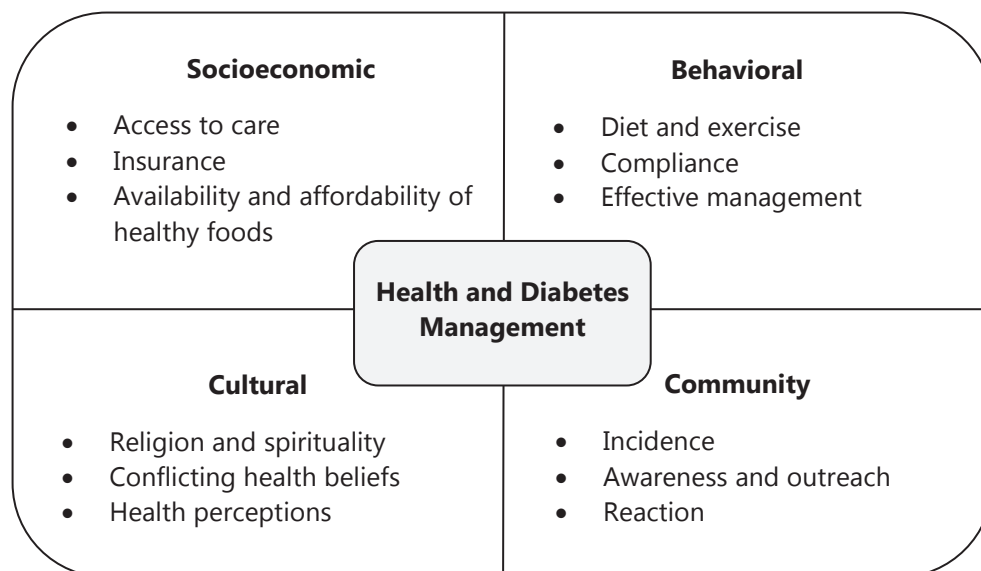 Socioeconomic
• Access to care
• Insurance
• Availability and affordability of
healthy foods
Behavioral
• Diet and exercise
• Compliance
• Effective management
Health and Diabetes
Management
Cultural
• Religion and spirituality
• Conflicting health beliefs
• Health perceptions
Community
• Incidence
• Awareness and outreach
• Reaction